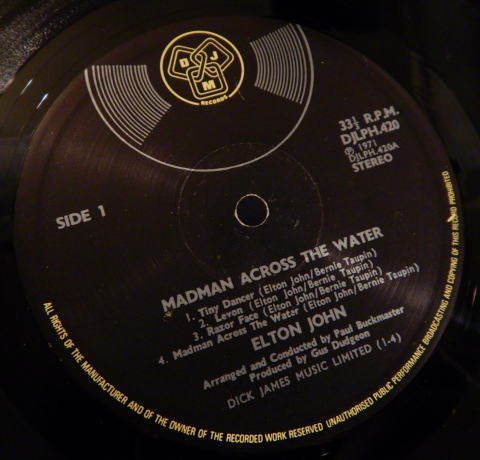 D J M
RECORDS
33⅓ R.P.M.
DJLPH.420
℗ 1971
DJLPH.420A
STEREO
SIDE 1
MADMAN ACROSS THE WATER
1. Tiny Dancer (Elton John/Bernie Taupin)
2. Levon (Elton John/Bernie Taupin)
3. Razor Face (Elton John/Bernie Taupin)
4. Madman Across The Water (Elton John/Bernie Taupin)
ELTON JOHN
Arranged and Conducted by Paul Buckmaster
Produced by Gus Dudgeon
DICK JAMES MUSIC LIMITED (1-4)
ALL RIGHTS OF THE MANUFACTURER AND OF THE OWNER OF THE RECORDED WORK RESERVED UNAUTHORISED PUBLIC PERFORMANCE BROADCASTING AND COPYING OF THIS RECORD PROHIBITED